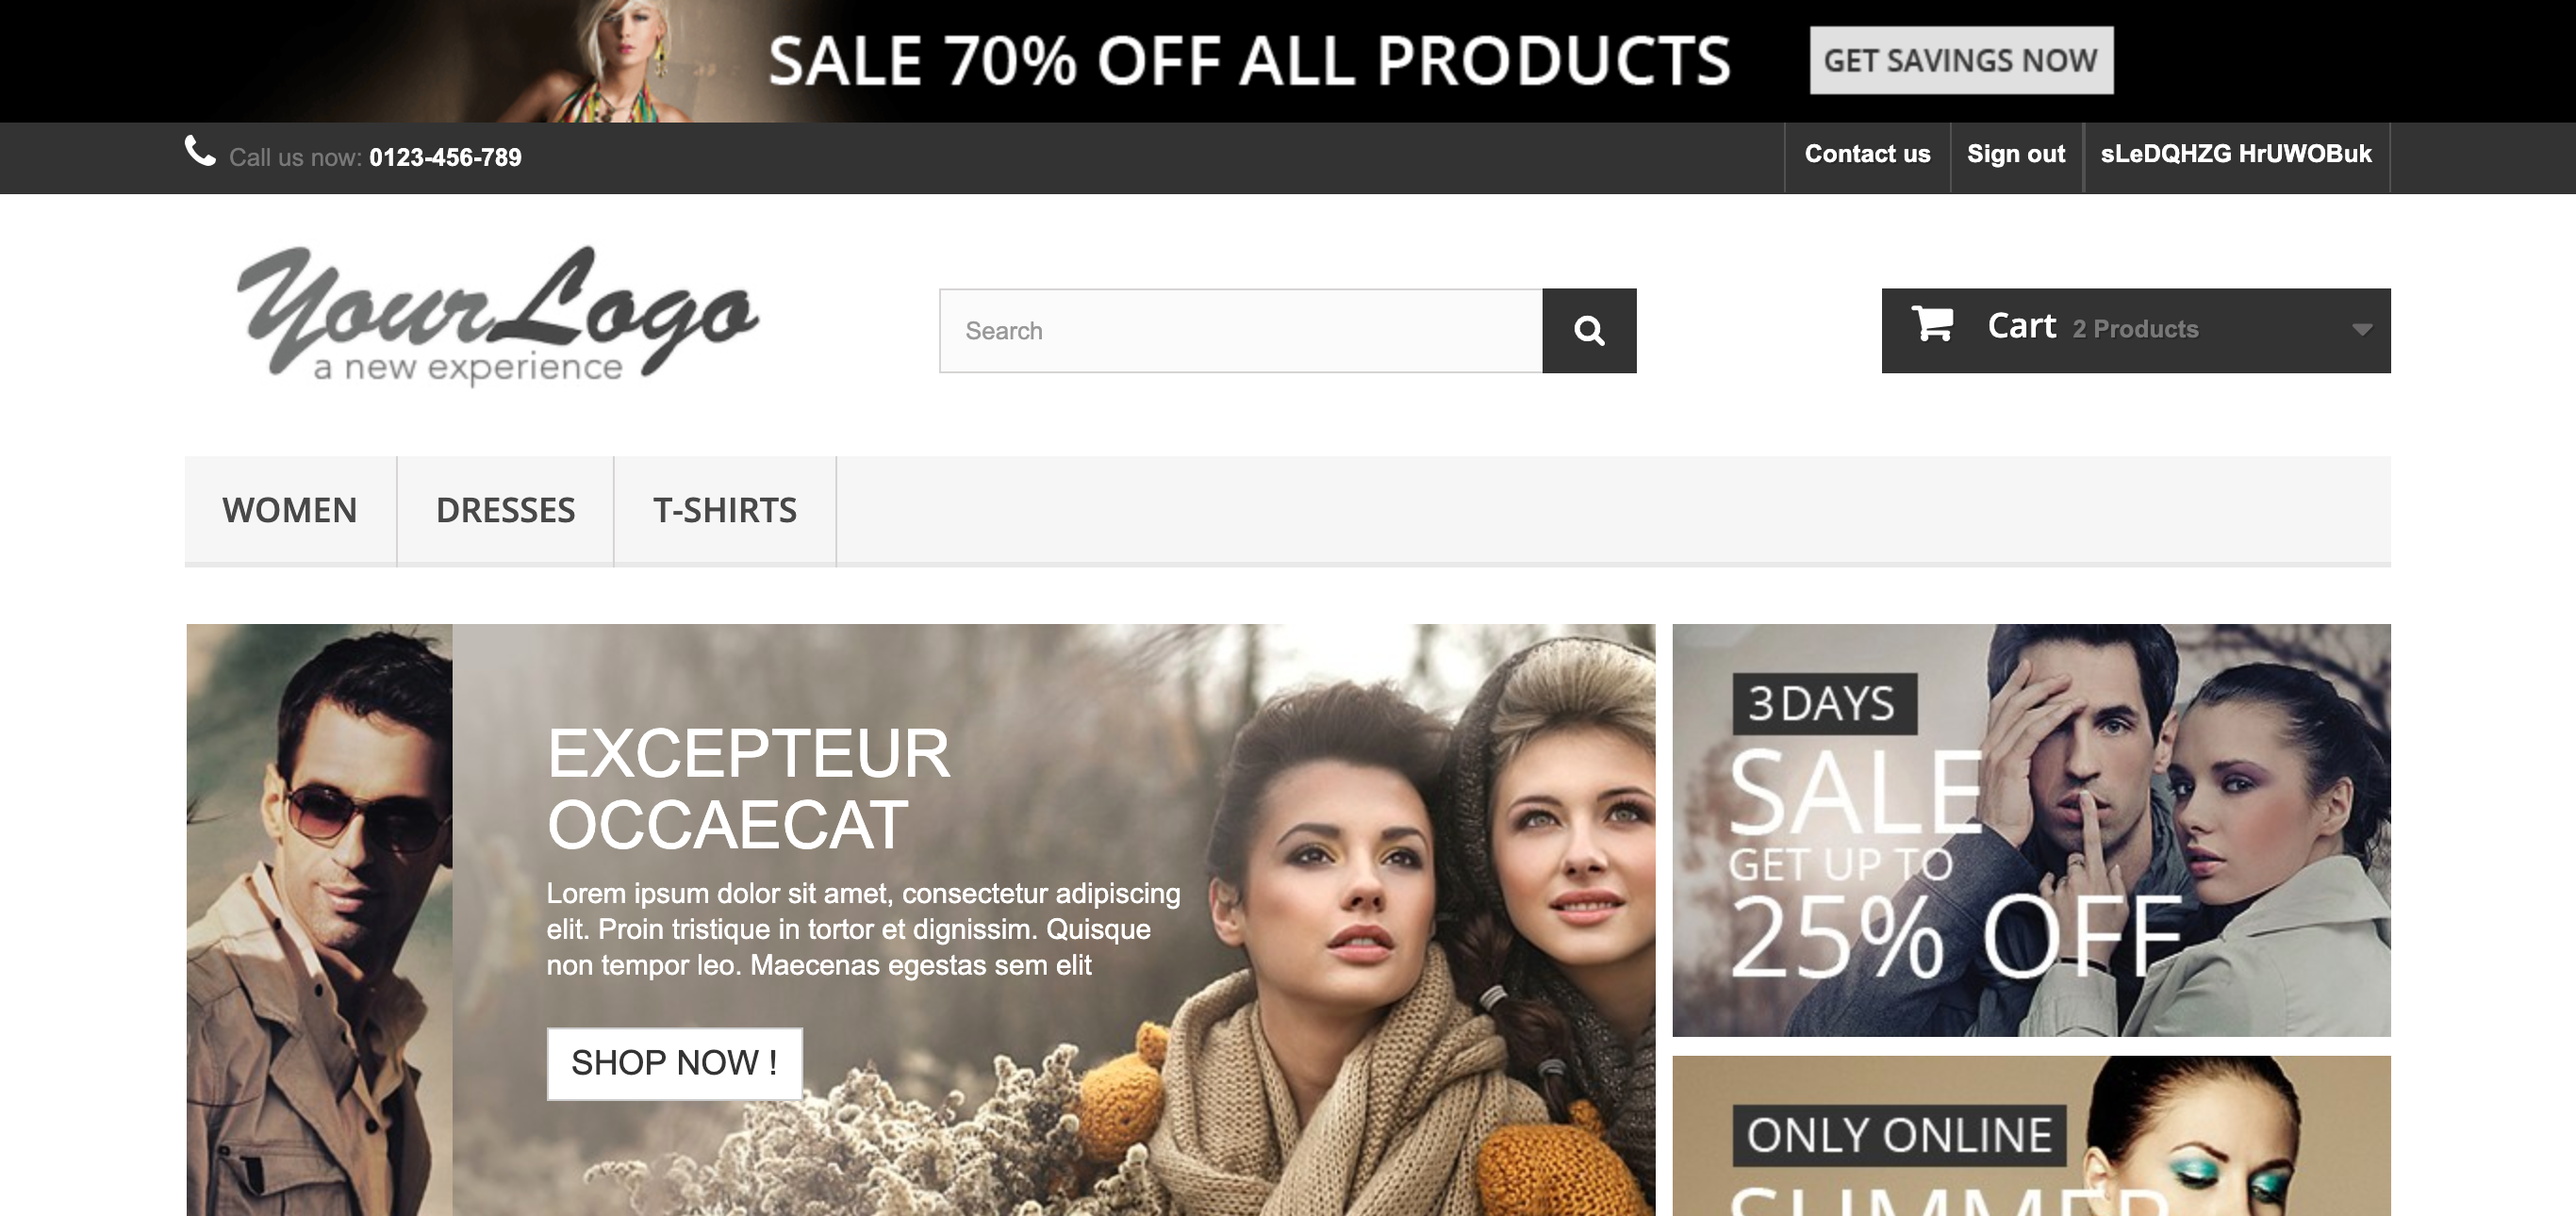 SALE 70% OFF ALL PRODUCTS
GET SAVINGS NOW
Call us now: 0123-456-789
Contact us
Sign out
sLeDQHZG HrUWOBuk
YourLogo
a new experience
Search
Cart 2 Products
WOMEN
DRESSES
T-SHIRTS
EXCEPTEUR
OCCAECAT
Lorem ipsum dolor sit amet, consectetur adipiscing
elit. Proin tristique in tortor et dignissim. Quisque
non tempor leo. Maecenas egestas sem elit
SHOP NOW !
3 DAYS
SALE
GET UP TO
25% OFF
ONLY ONLINE
SUMMER